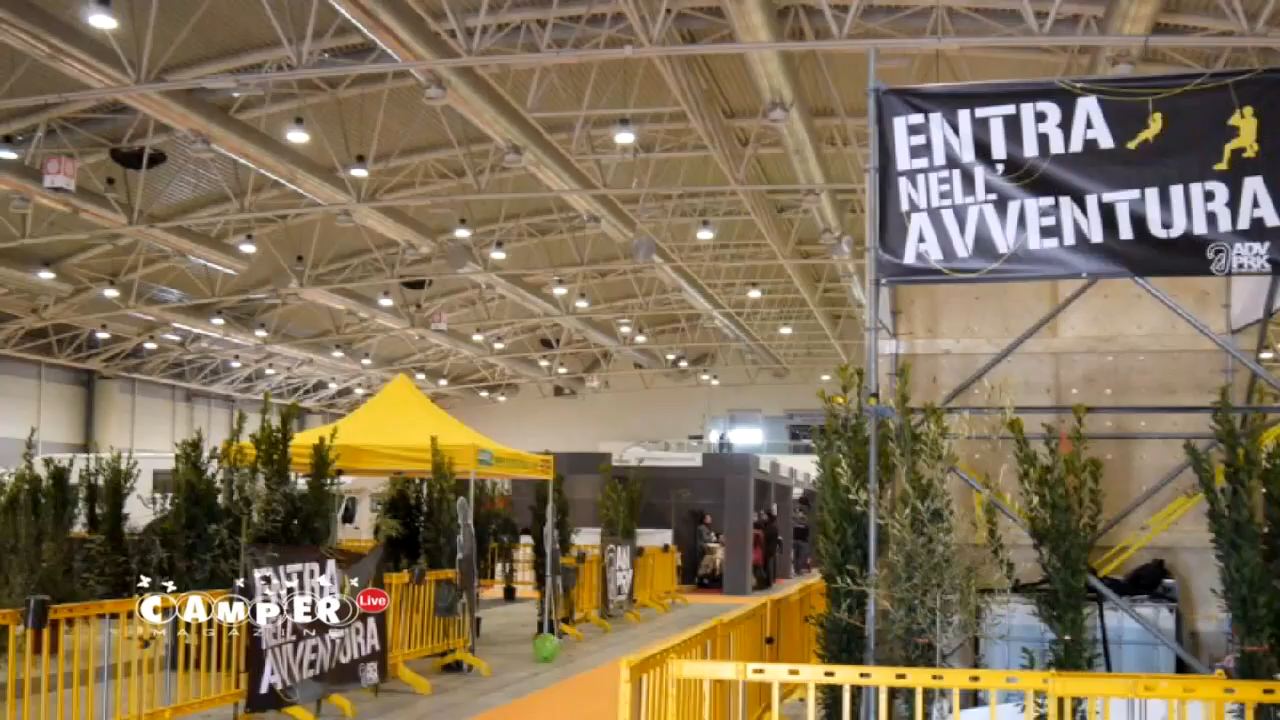 ENTRA
NELL'
AVVENTURA
ADV
PRK
ENTRA
NELL'
AVVENTURA
CAMPER Live
MAGAZINE